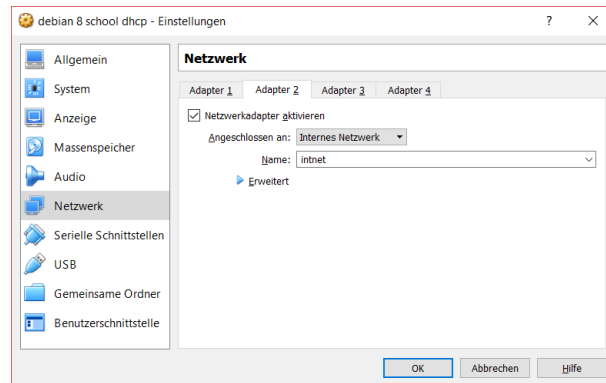 debian 8 school dhcp - Einstellungen
?
Allgemein
System
Anzeige
Massenspeicher
Audio
Netzwerk
Serielle Schnittstellen
USB
Gemeinsame Ordner
Benutzerschnittstelle
Netzwerk
Adapter 1 Adapter 2 Adapter 3 Adapter 4
Netzwerkadapter aktivieren
Angeschlossen an: Internes Netzwerk
Name: intnet
Erweitert
OK Abbrechen Hilfe